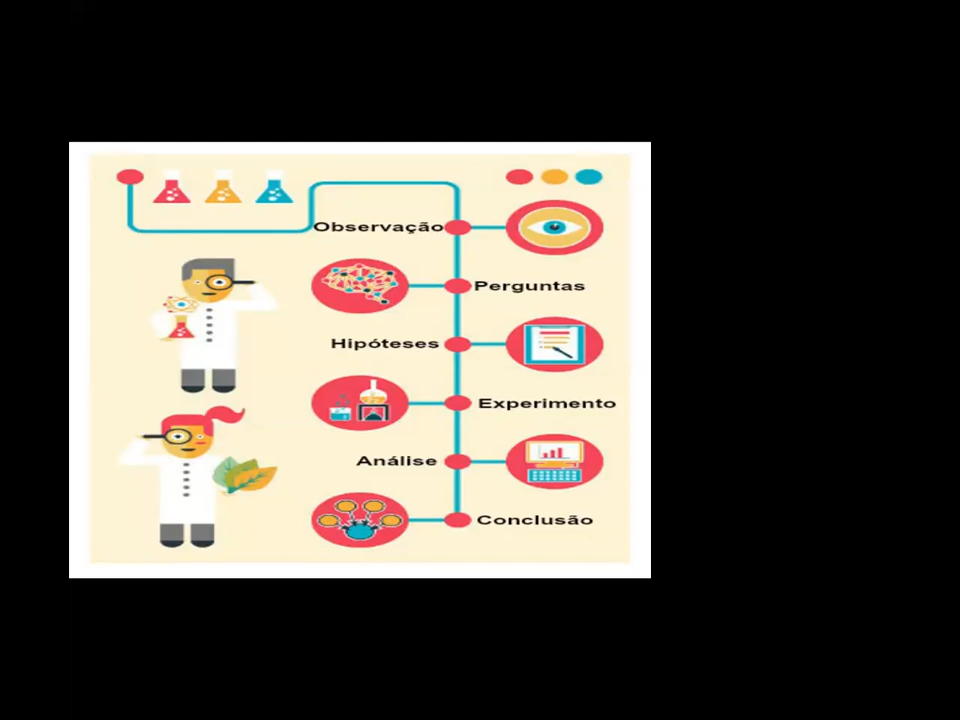 Observação
Perguntas
Hipóteses
Experimento
Análise
Conclusão